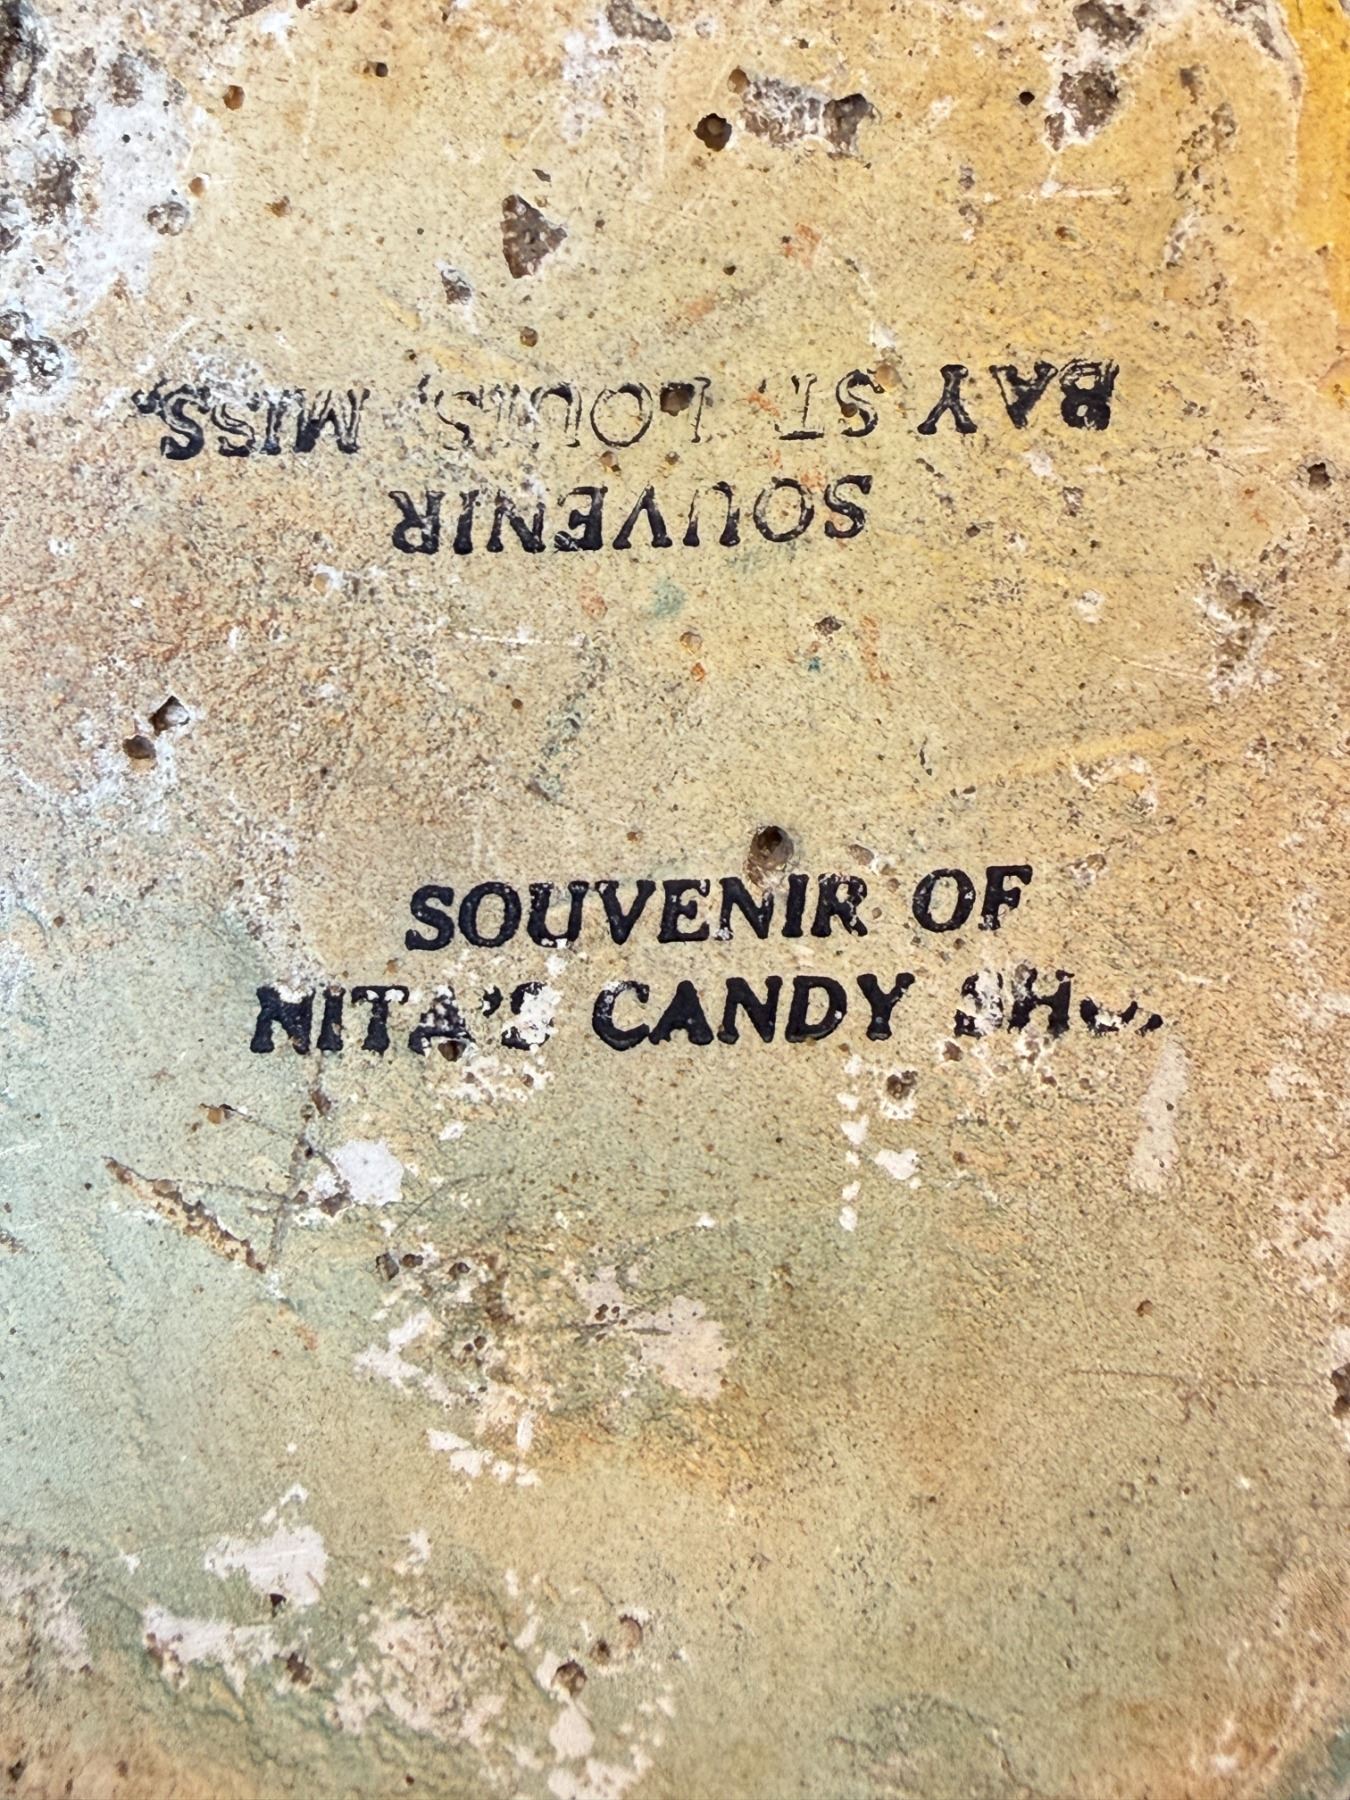 BAY ST. LOUIS, MISS.
SOUVENIR
SOUVENIR OF
NITA'S CANDY